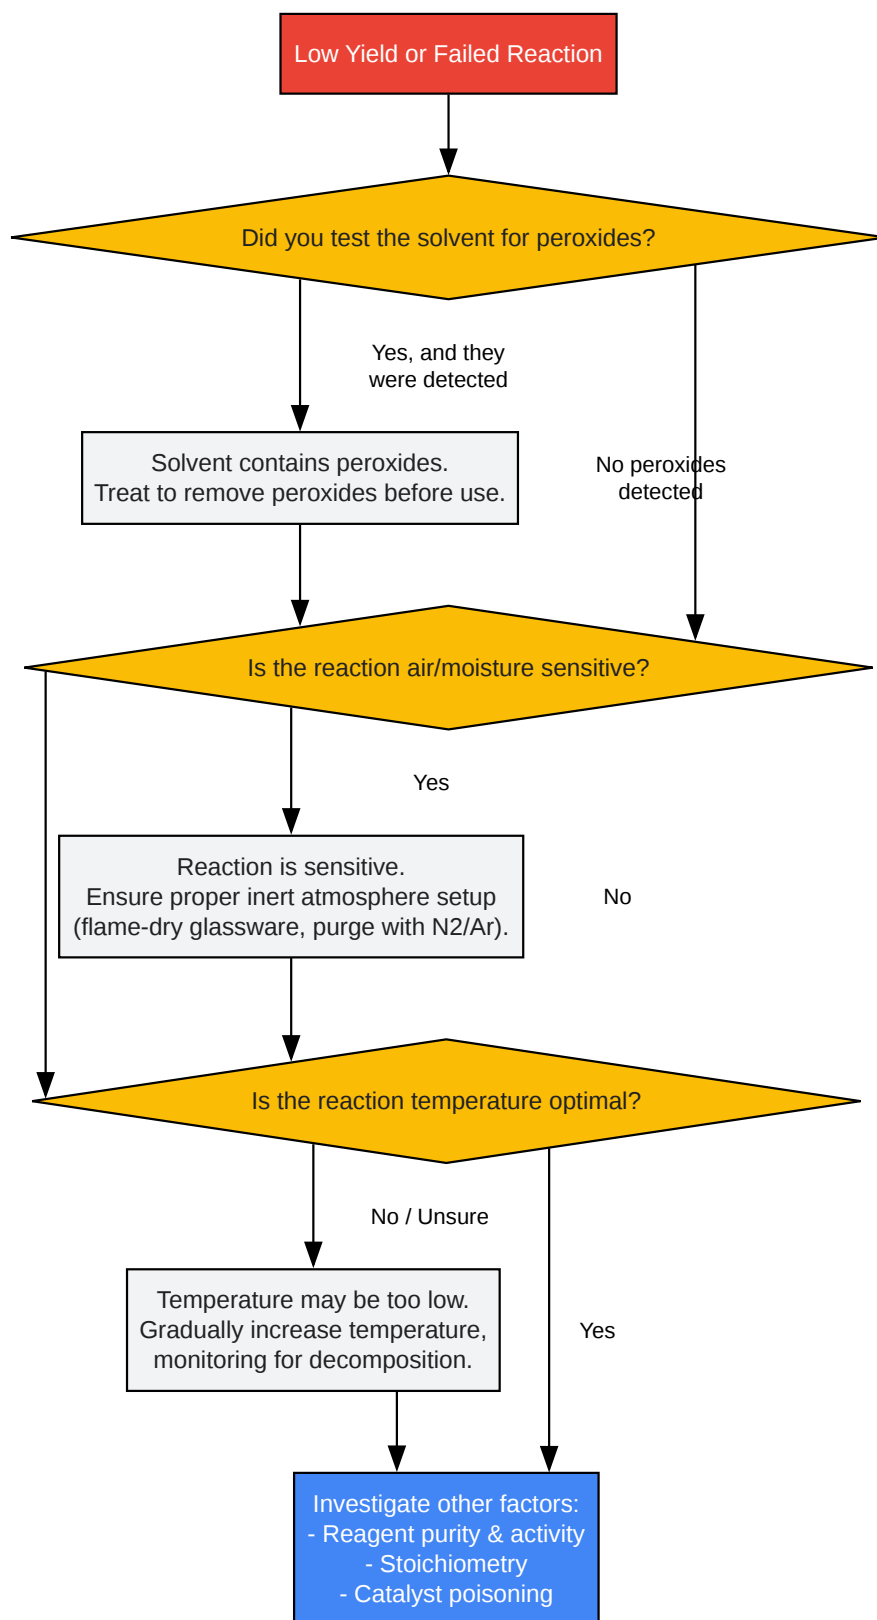 Low Yield or Failed Reaction
Did you test the solvent for peroxides?
Yes, and they
were detected
Solvent contains peroxides.
Treat to remove peroxides before use.
No peroxides
detected
Is the reaction air/moisture sensitive?
Yes
Reaction is sensitive.
Ensure proper inert atmosphere setup
(flame-dry glassware, purge with N2/Ar).
No
Is the reaction temperature optimal?
No / Unsure
Temperature may be too low.
Gradually increase temperature,
monitoring for decomposition.
Yes
Investigate other factors:
- Reagent purity & activity
- Stoichiometry
- Catalyst poisoning